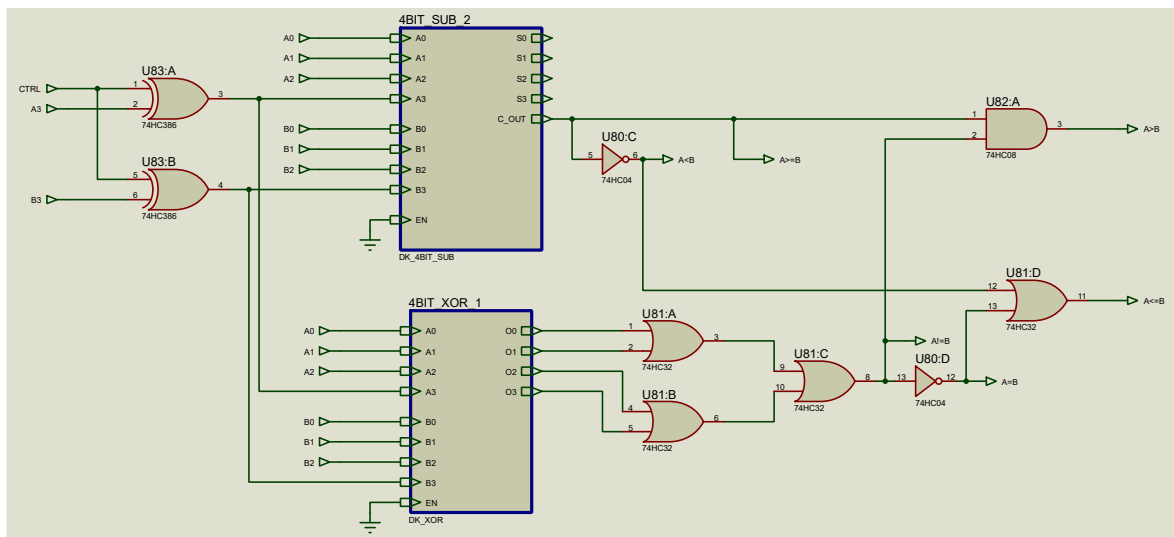 4BIT_SUB_2
A0 A0 S0
A1 A1 S1
U83:A
A2 A2 S2
CTRL 1
3 A3 S3
A3 2
74HC386
C_OUT
U82:A
1
3 A>B
2
74HC08
B0 B0
B1 B1
U80:C
5 6 A<B A>=B
74HC04
U83:B
B2 B2
5
4 B3
B3 6
74HC386
EN
DK_4BIT_SUB
U81:D
12
11 A<=B
13
74HC32
4BIT_XOR_1
A0 A0 O0
A1 A1 O1
A2 A2 O2
A3 O3
U81:A
1
3
2
74HC32
U81:C
9
8
10
74HC32
A!=B
U80:D
13 12 A=B
74HC04
U81:B
4
6
5
74HC32
B0 B0
B1 B1
B2 B2
B3
EN
DK_XOR